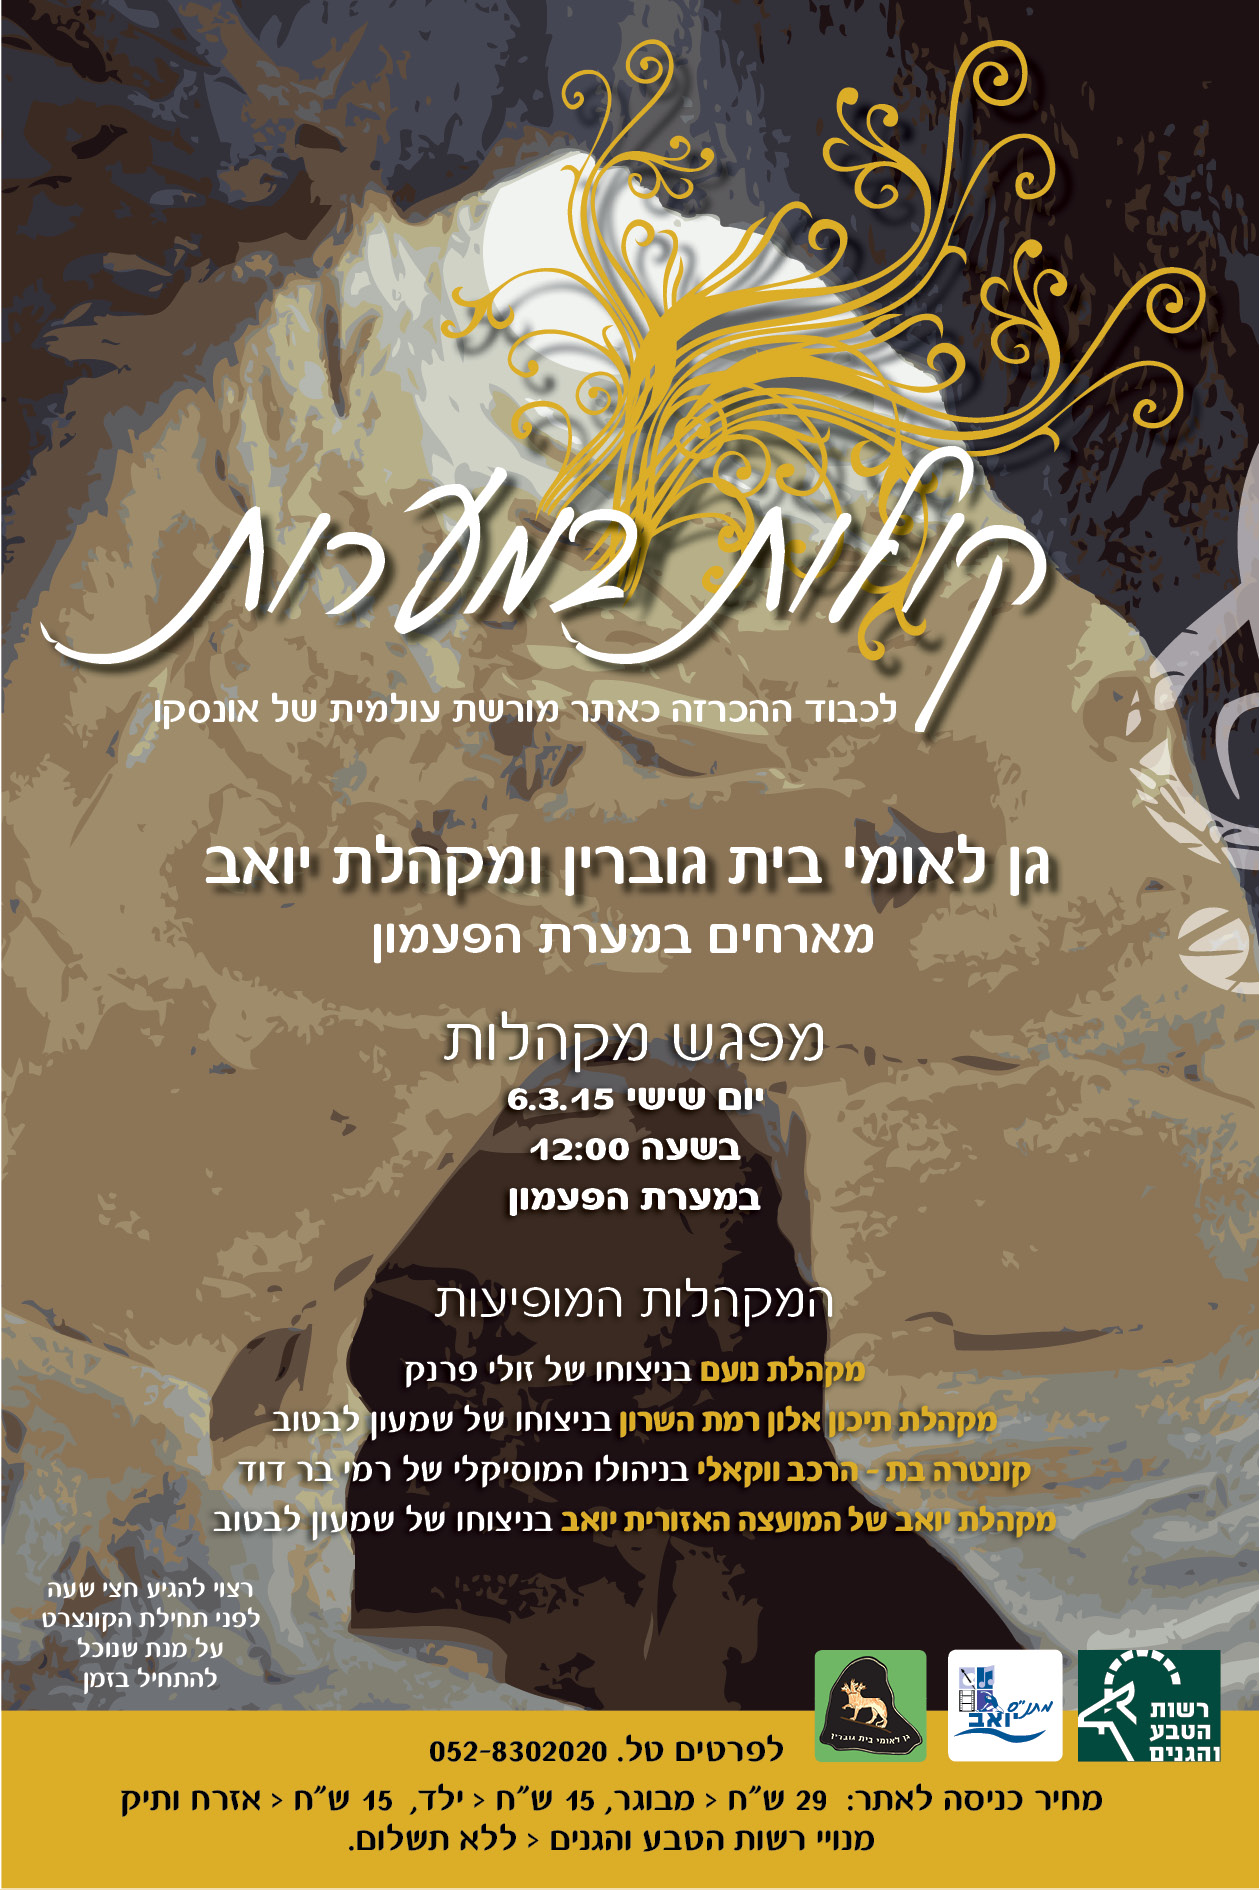 קולות במערות
לכבוד ההכרזה כאתר מורשת עולמית של אונסקו
גן לאומי בית גוברין ומקהלת יואב
מארחים במערת הפעמון
מפגש מקהלות
יום שישי 6.3.15
בשעה 12:00
במערת הפעמון
המקהלות המופיעות
מקהלת נועם בניצוחו של זולי פרנק
מקהלת תיכון אלון רמת השרון בניצוחו של שמעון לבטוב
קונטרה בת - הרכב ווקאלי בניהולו המוסיקלי של רמי בר דוד
מקהלת יואב של המועצה האזורית יואב בניצוחו של שמעון לבטוב
רצוי להגיע חצי שעה
לפני תחילת הקונצרט
על מנת שנוכל
להתחיל בזמן
רשות
הטבע
והגנים
מתנ"ס
יואב
גן לאומי בית גוברין
לפרטים טל. 052-8302020
מחיר כניסה לאתר: 29 ש"ח > מבוגר, 15 ש"ח > ילד, 15 ש"ח > אזרח ותיק
מנויי רשות הטבע והגנים > ללא תשלום.